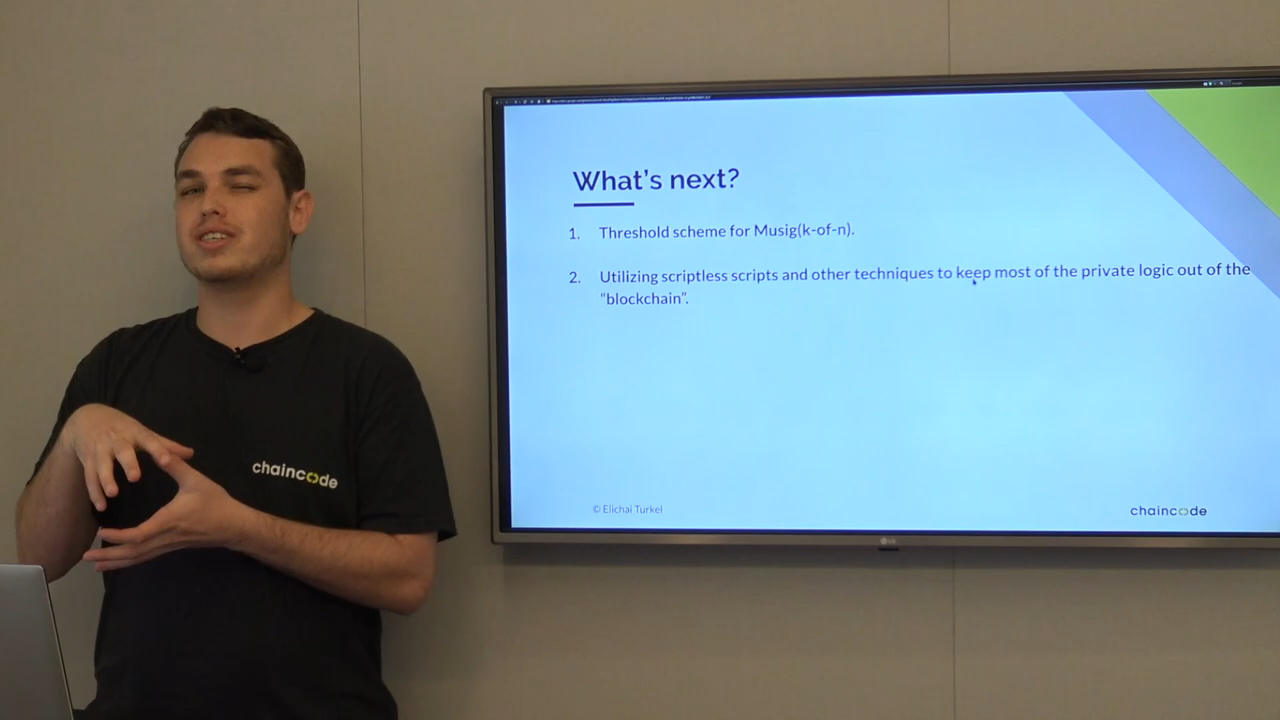 What's next?
1. Threshold scheme for Musig(k-of-n).
2. Utilizing scriptless scripts and other techniques to keep most of the private logic out of the
"blockchain".
© Elichai Turkel
chaincode
chaincode
LG